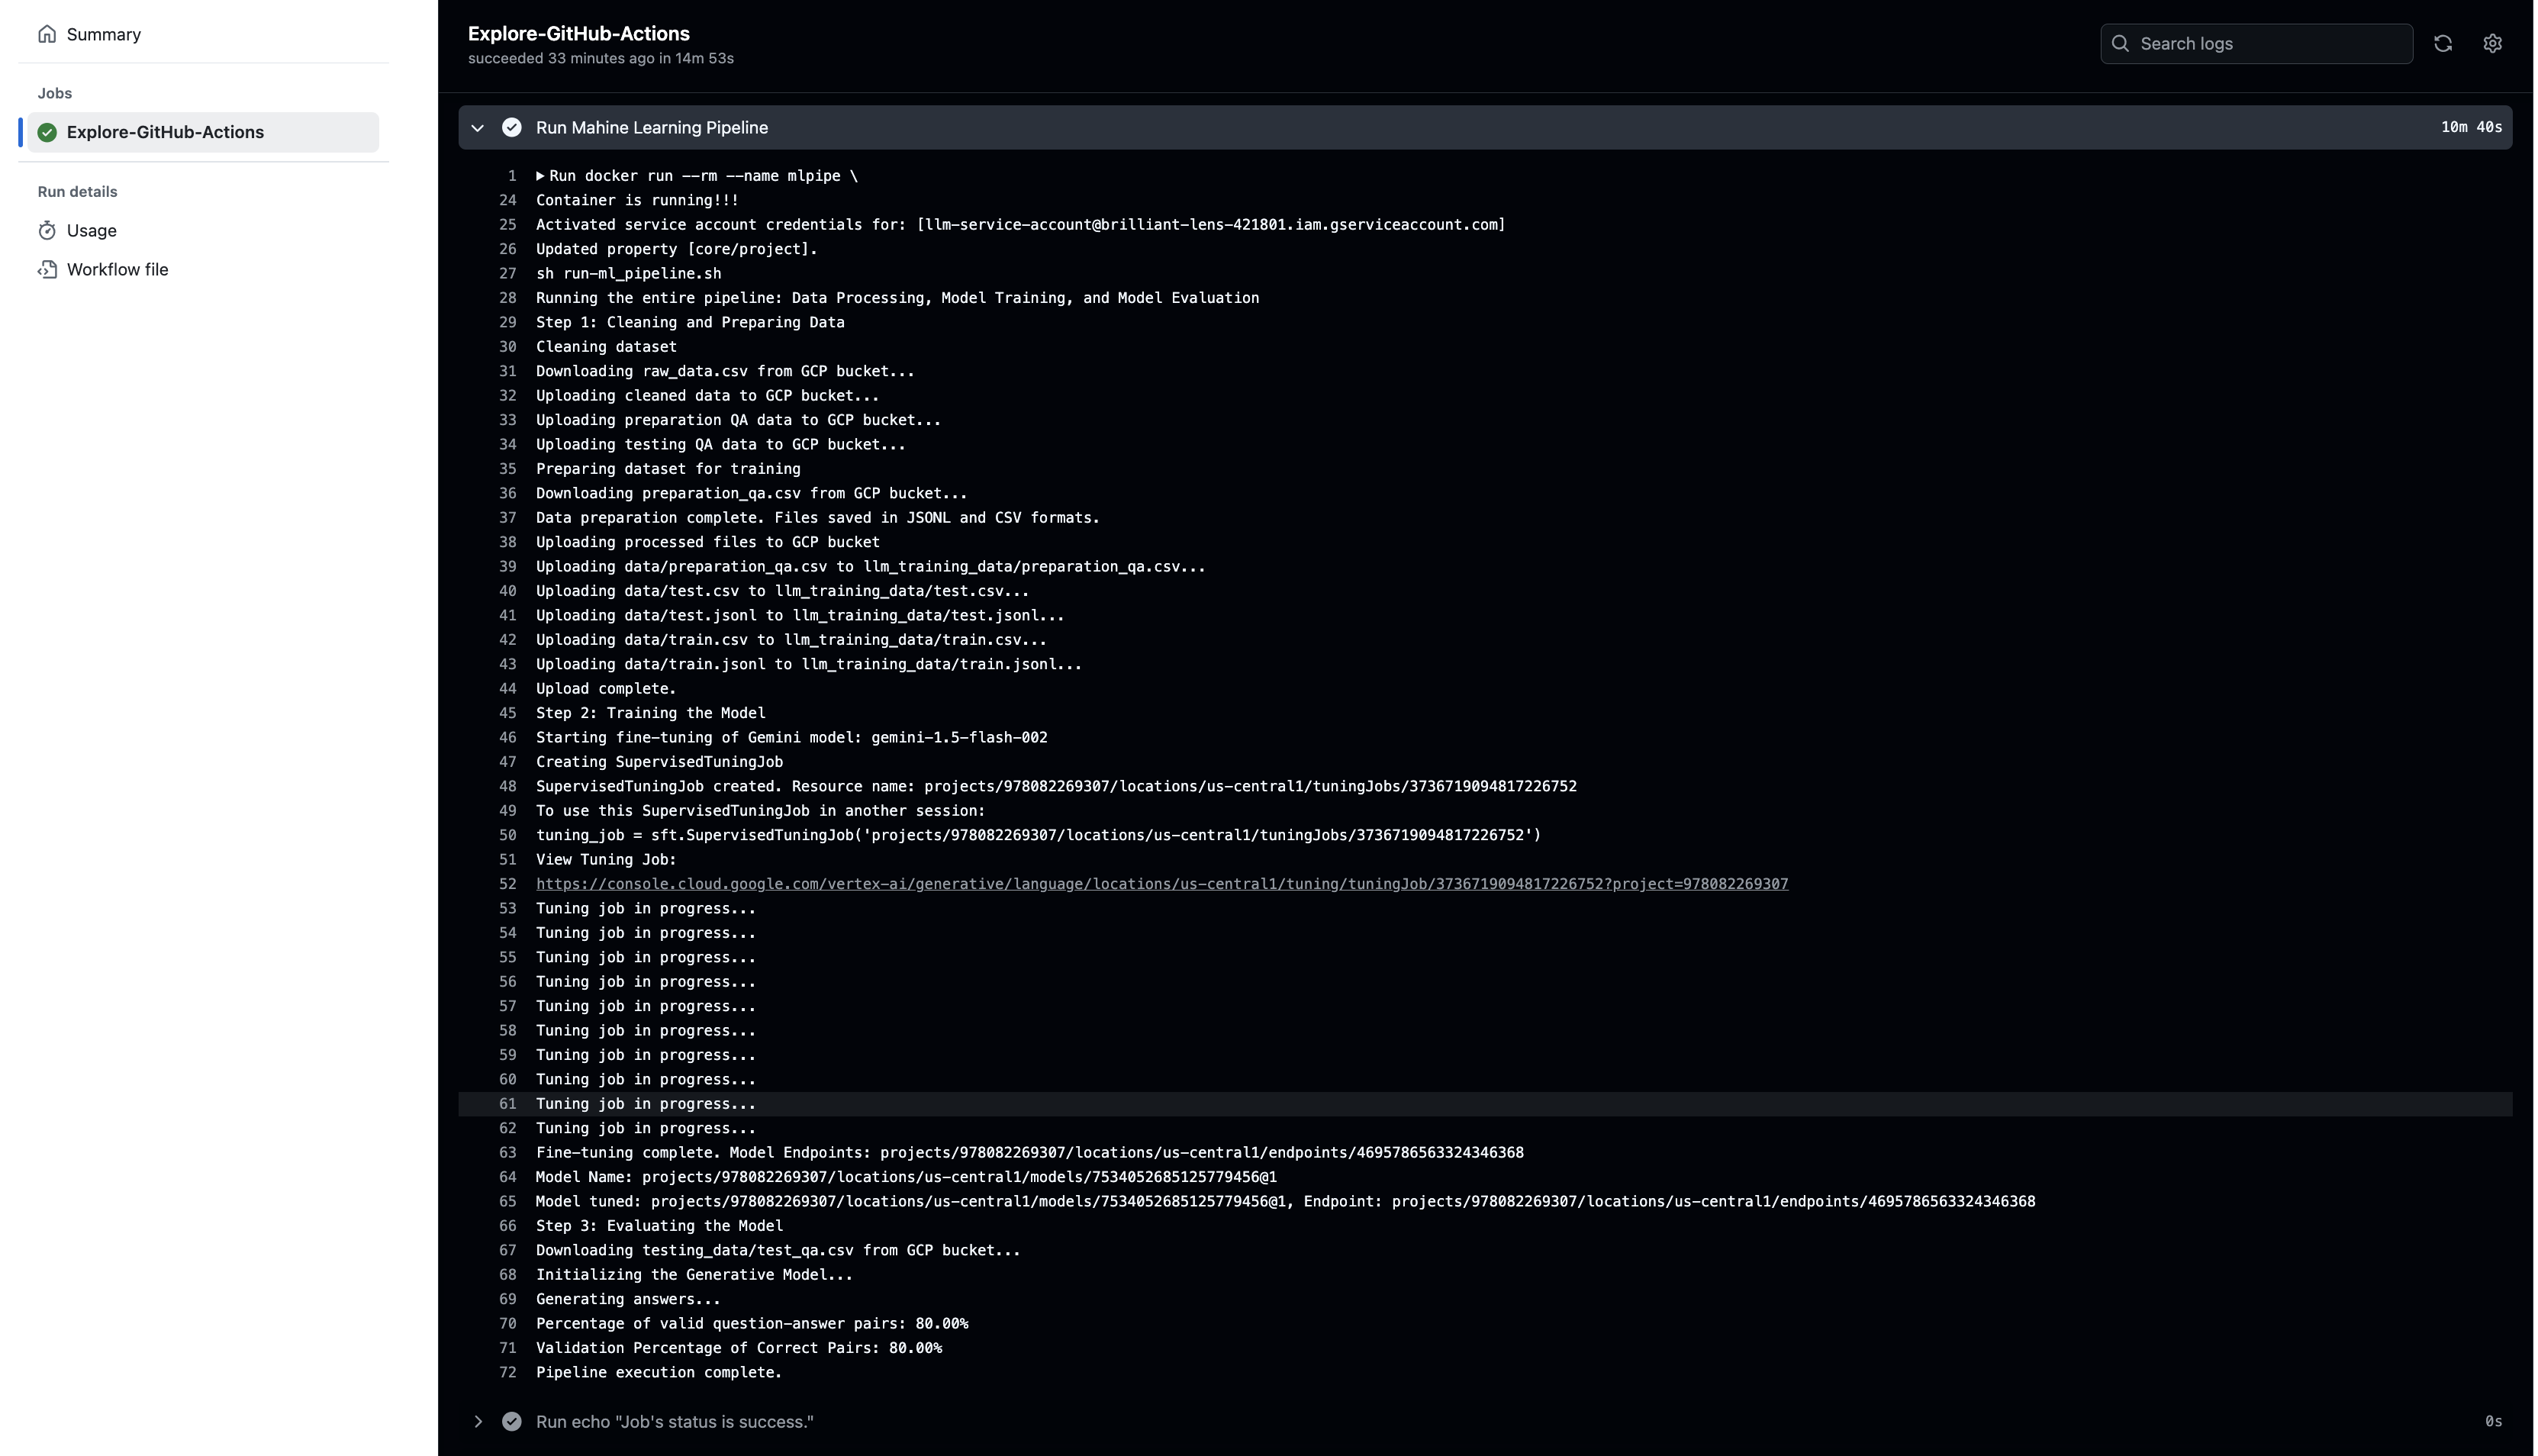 Summary
Jobs
Explore-GitHub-Actions
Run details
Usage
Workflow file
Explore-GitHub-Actions
succeeded 33 minutes ago in 14m 53s
Search logs
Run Mahine Learning Pipeline 10m 40s
1 Run docker run --rm --name mlpipe \
24 Container is running!!!
25 Activated service account credentials for: [llm-service-account@brilliant-lens-421801.iam.gserviceaccount.com]
26 Updated property [core/project].
27 sh run-ml_pipeline.sh
28 Running the entire pipeline: Data Processing, Model Training, and Model Evaluation
29 Step 1: Cleaning and Preparing Data
30 Cleaning dataset
31 Downloading raw_data.csv from GCP bucket...
32 Uploading cleaned data to GCP bucket...
33 Uploading preparation QA data to GCP bucket...
34 Uploading testing QA data to GCP bucket...
35 Preparing dataset for training
36 Downloading preparation_qa.csv from GCP bucket...
37 Data preparation complete. Files saved in JSONL and CSV formats.
38 Uploading processed files to GCP bucket
39 Uploading data/preparation_qa.csv to llm_training_data/preparation_qa.csv...
40 Uploading data/test.csv to llm_training_data/test.csv...
41 Uploading data/test.jsonl to llm_training_data/test.jsonl...
42 Uploading data/train.csv to llm_training_data/train.csv...
43 Uploading data/train.jsonl to llm_training_data/train.jsonl...
44 Upload complete.
45 Step 2: Training the Model
46 Starting fine-tuning of Gemini model: gemini-1.5-flash-002
47 Creating SupervisedTuningJob
48 SupervisedTuningJob created. Resource name: projects/978082269307/locations/us-central1/tuningJobs/3736719094817226752
49 To use this SupervisedTuningJob in another session:
50 tuning_job = sft.SupervisedTuningJob('projects/978082269307/locations/us-central1/tuningJobs/3736719094817226752')
51 View Tuning Job:
52 https://console.cloud.google.com/vertex-ai/generative/language/locations/us-central1/tuning/tuningJob/3736719094817226752?project=978082269307
53 Tuning job in progress...
54 Tuning job in progress...
55 Tuning job in progress...
56 Tuning job in progress...
57 Tuning job in progress...
58 Tuning job in progress...
59 Tuning job in progress...
60 Tuning job in progress...
61 Tuning job in progress...
62 Tuning job in progress...
63 Fine-tuning complete. Model Endpoints: projects/978082269307/locations/us-central1/endpoints/4695786563324346368
64 Model Name: projects/978082269307/locations/us-central1/models/7534052685125779456@1
65 Model tuned: projects/978082269307/locations/us-central1/models/7534052685125779456@1, Endpoint: projects/978082269307/locations/us-central1/endpoints/4695786563324346368
66 Step 3: Evaluating the Model
67 Downloading testing_data/test_qa.csv from GCP bucket...
68 Initializing the Generative Model...
69 Generating answers...
70 Percentage of valid question-answer pairs: 80.00%
71 Validation Percentage of Correct Pairs: 80.00%
72 Pipeline execution complete.
Run echo "Job's status is success." 0s